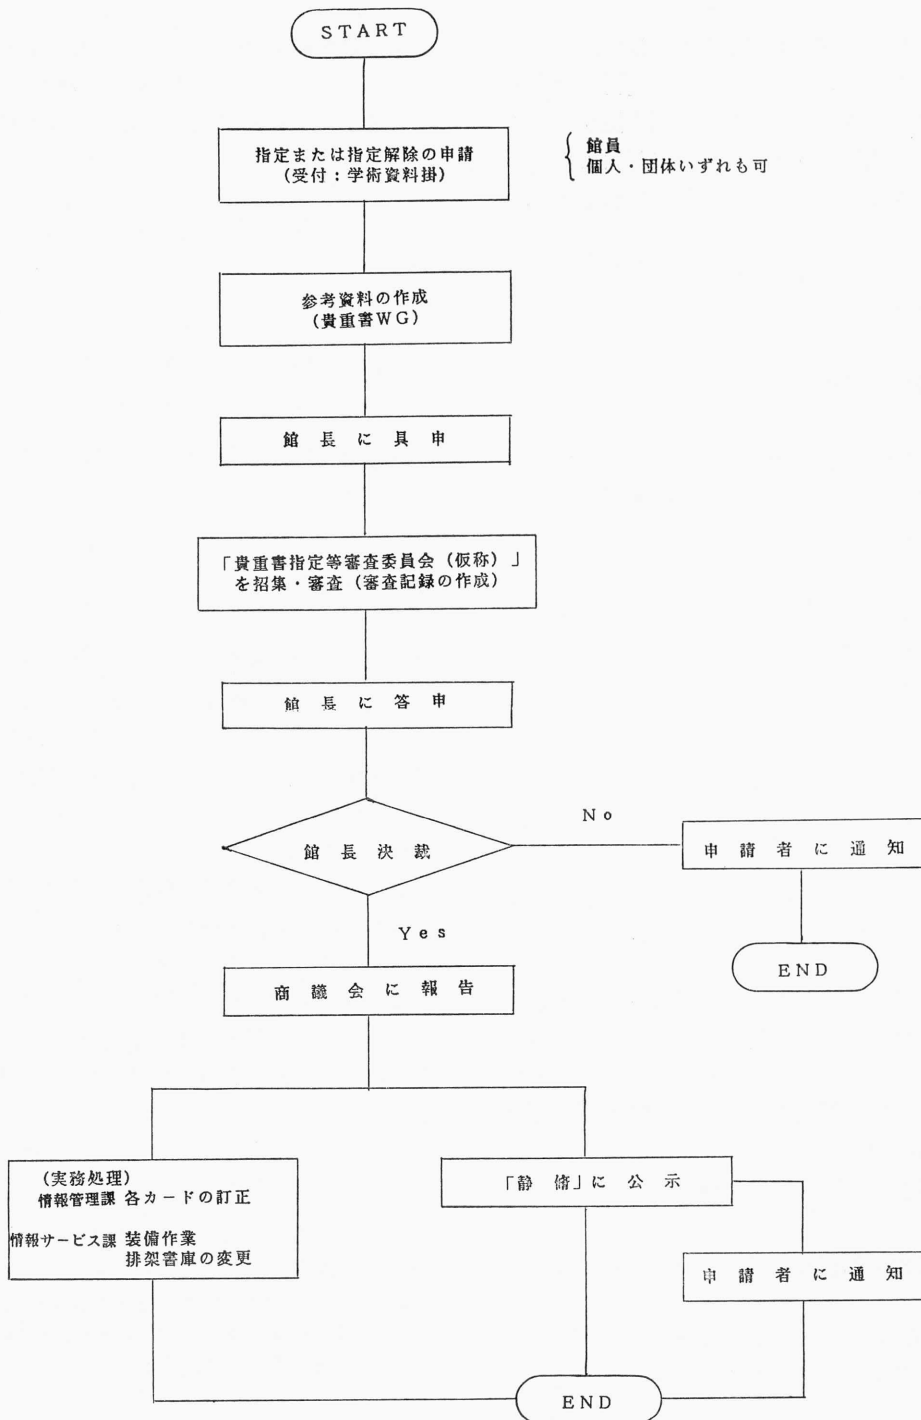 START
指定または指定解除の申請
(受付：学術資料掛)
館員
個人・団体いずれも可
参考資料の作成
(貴重書WG)
館長に具申
「貴重書指定等審査委員会（仮称）」
を招集・審査（審査記録の作成）
館長に答申
館長決裁
No
申請者に通知
END
Yes
商議会に報告
(実務処理)
情報管理課 各カードの訂正
情報サービス課 装備作業
排架書庫の変更
「静脩」に公示
申請者に通知
END